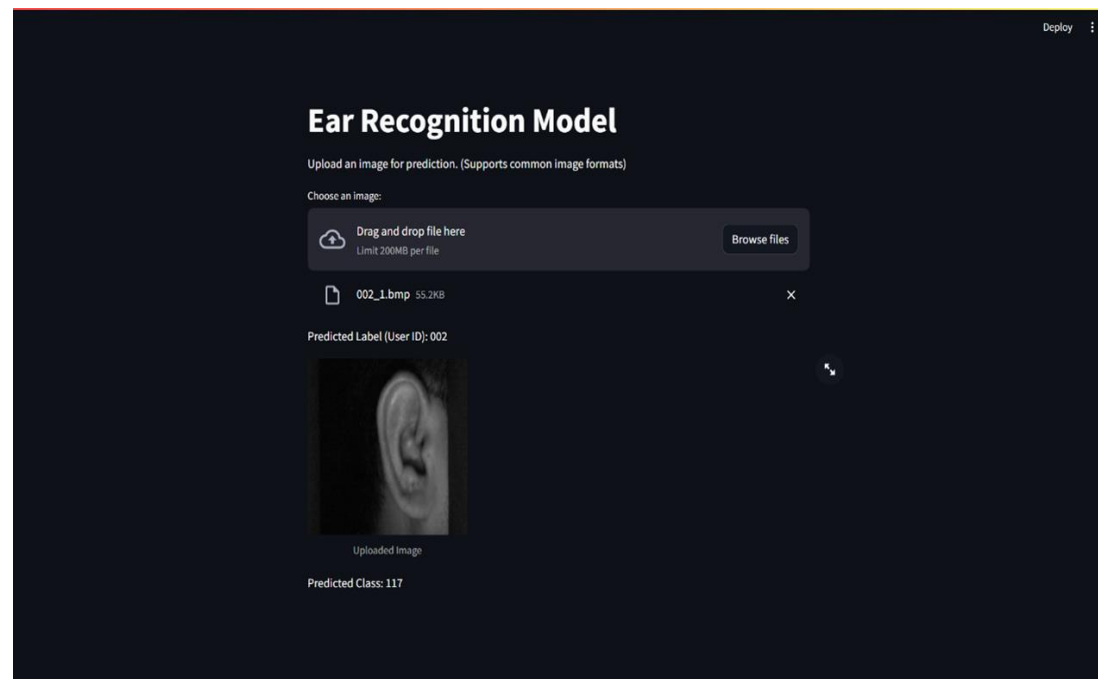 Deploy
Ear Recognition Model
Upload an image for prediction. (Supports common image formats)
Choose an image:
Drag and drop file here
Limit 200MB per file
Browse files
002_1.bmp 55.2KB
Predicted Label (User ID): 002
Uploaded Image
Predicted Class: 117